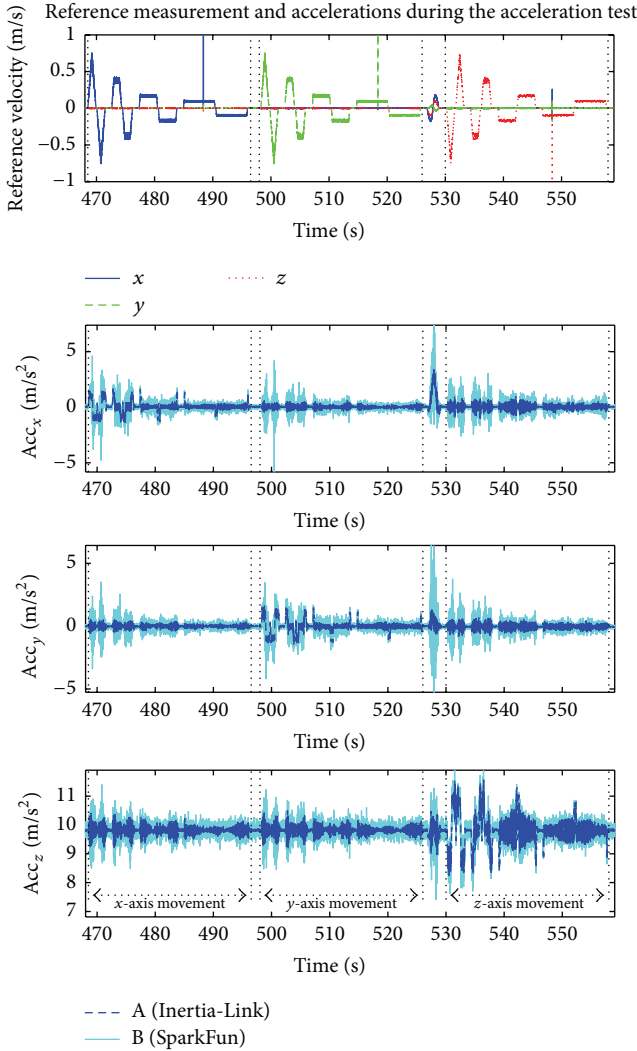 Reference measurement and accelerations during the acceleration test
Reference velocity (m/s)
1
0.5
0
−0.5
−1
470 480 490 500 510 520 530 540 550
Time (s)
x
y
z
Acc_x (m/s²)
5
0
−5
470 480 490 500 510 520 530 540 550
Time (s)
Acc_y (m/s²)
5
0
−5
470 480 490 500 510 520 530 540 550
Time (s)
Acc_z (m/s²)
11
10
9
8
7
x-axis movement
y-axis movement
z-axis movement
470 480 490 500 510 520 530 540 550
Time (s)
A (Inertia-Link)
B (SparkFun)